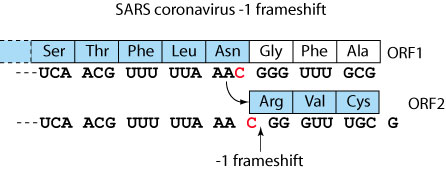 SARS coronavirus -1 frameshift
Ser Thr Phe Leu Asn Gly Phe Ala ORF1
---UCA ACG UUU UUA AAC GGG UUU GCG
Arg Val Cys ORF2
---UCA ACG UUU UUA AA C GG GUU UGC G
-1 frameshift